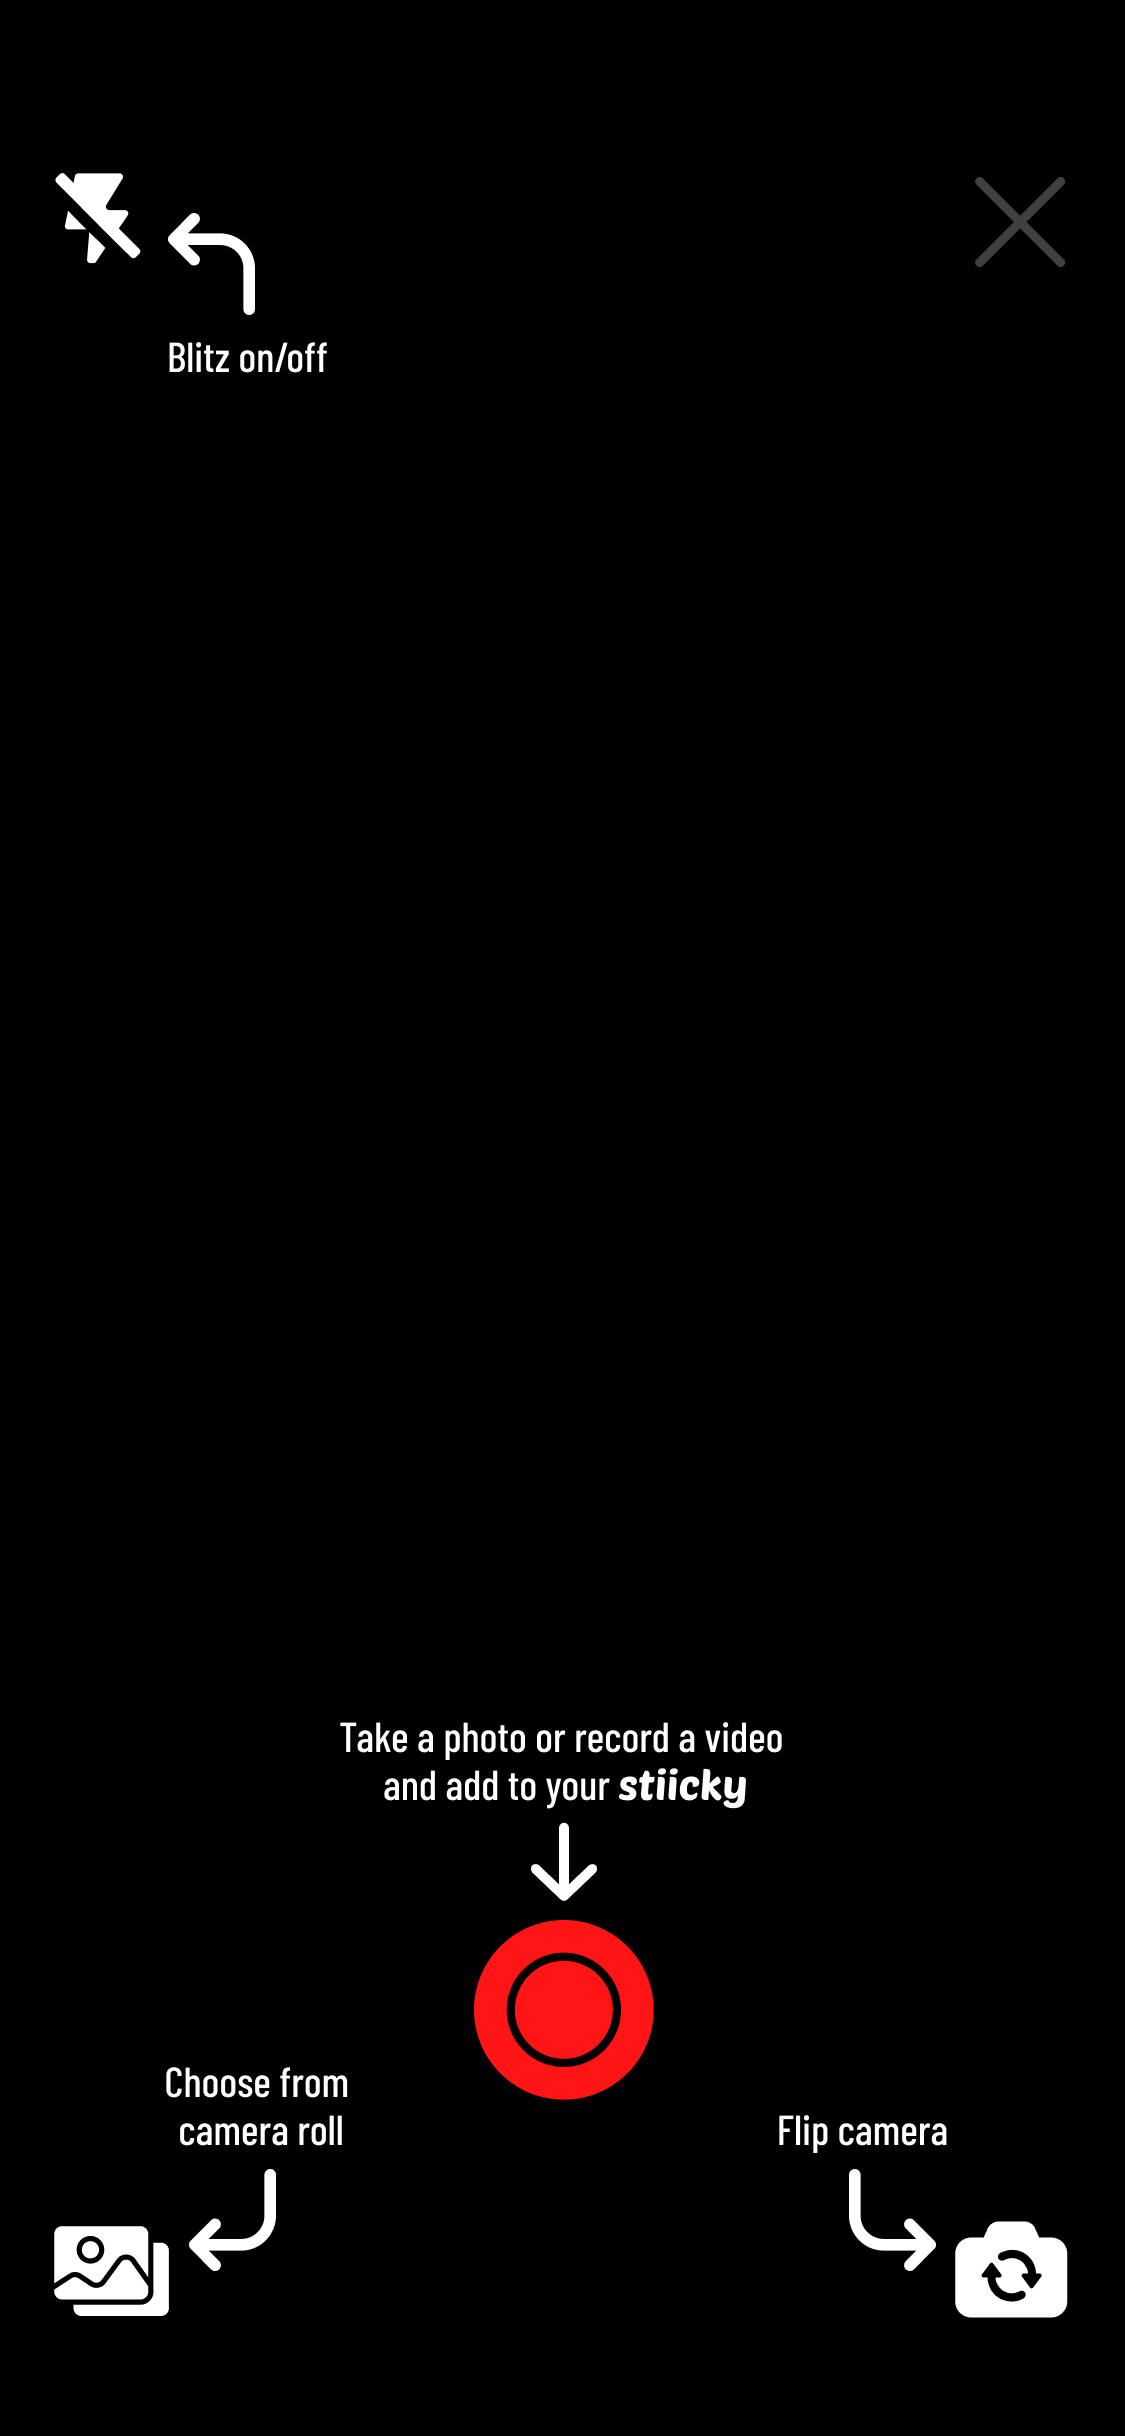 Blitz on/off
Take a photo or record a video
and add to your stiicky
Choose from
camera roll
Flip camera